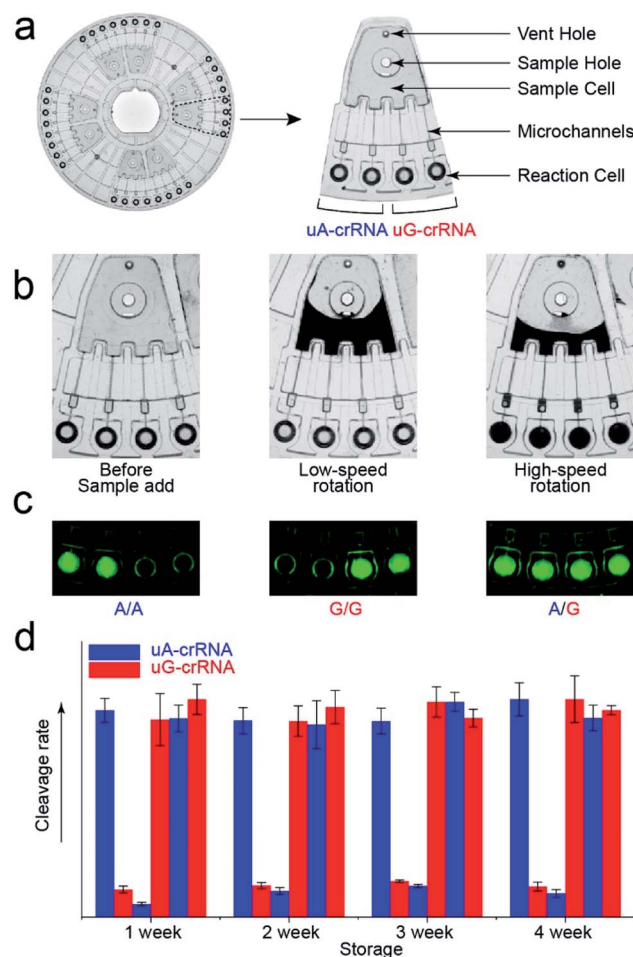 a
Vent Hole
Sample Hole
Sample Cell
Microchannels
Reaction Cell
uA-crRNA uG-crRNA
b
Before
Sample add
Low-speed
rotation
High-speed
rotation
c
A/A
G/G
A/G
d
uA-crRNA
uG-crRNA
Cleavage rate
1 week
2 week
3 week
4 week
Storage